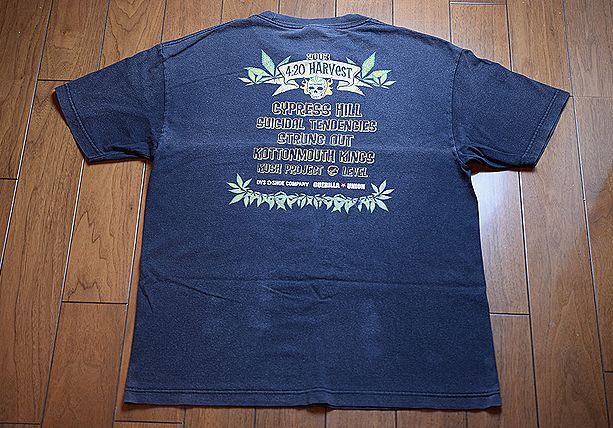 2003
4:20 HARVEST
CYPRESS HILL
SUICIDAL TENDENCIES
STRUNG OUT
KOTTONMOUTH KINGS
KUSH PROJECT LEVEL
DVS SHOE COMPANY GUERILLA UNION